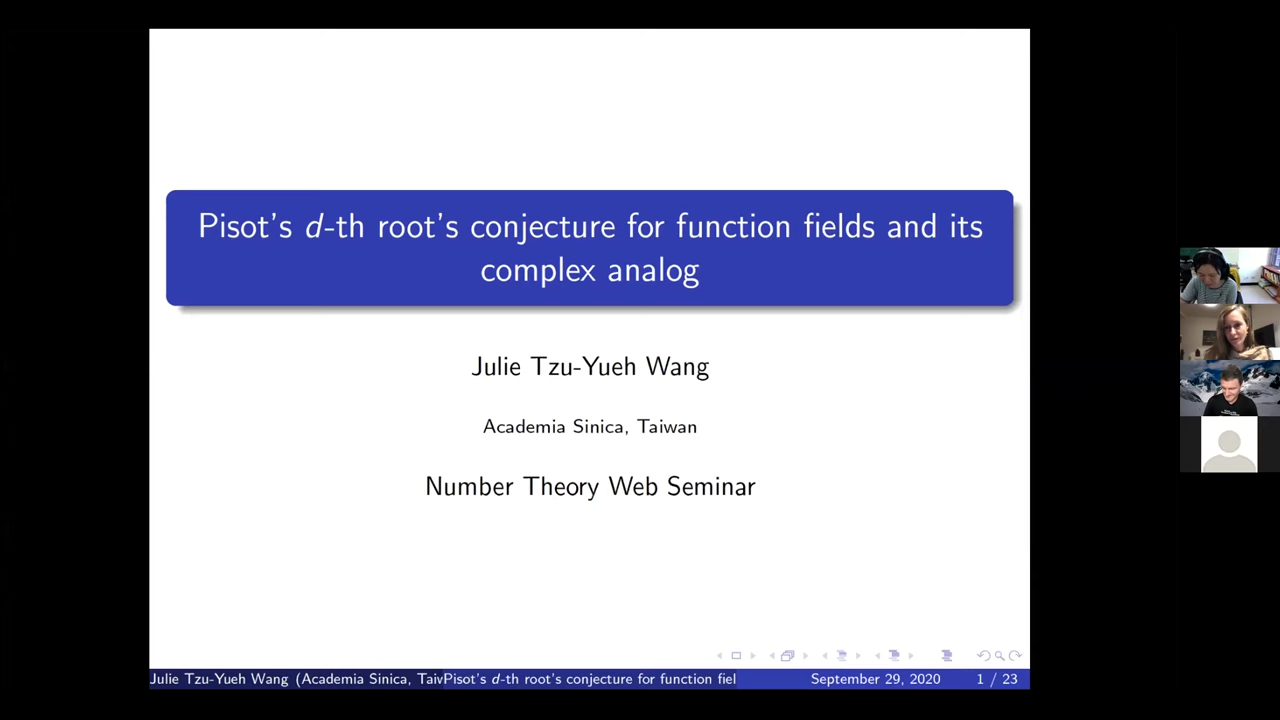 Pisot's d-th root's conjecture for function fields and its
complex analog
Julie Tzu-Yueh Wang
Academia Sinica, Taiwan
Number Theory Web Seminar
Julie Tzu-Yueh Wang (Academia Sinica, Taiv Pisot's d-th root's conjecture for function fiel September 29, 2020 1 / 23